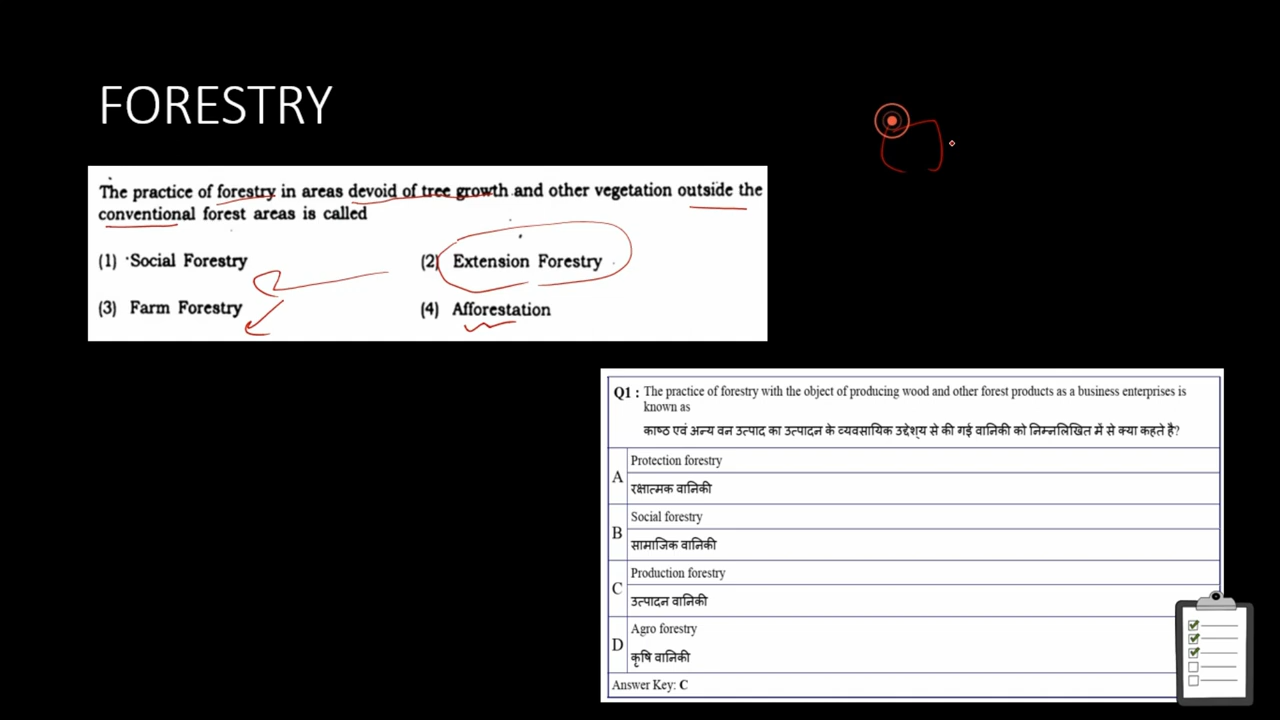 FORESTRY
The practice of forestry in areas devoid of tree growth and other vegetation outside the
conventional forest areas is called
(1) Social Forestry (2) Extension Forestry
(3) Farm Forestry (4) Afforestation
Q1 : The practice of forestry with the object of producing wood and other forest products as a business enterprises is
known as
काष्ठ एवं अन्य वन उत्पाद का उत्पादन के व्यवसायिक उद्देश्य से की गई वानिकी को निम्नलिखित में से क्या कहते है?
A Protection forestry
रक्षात्मक वानिकी
B Social forestry
सामाजिक वानिकी
C Production forestry
उत्पादन वानिकी
D Agro forestry
कृषि वानिकी
Answer Key: C